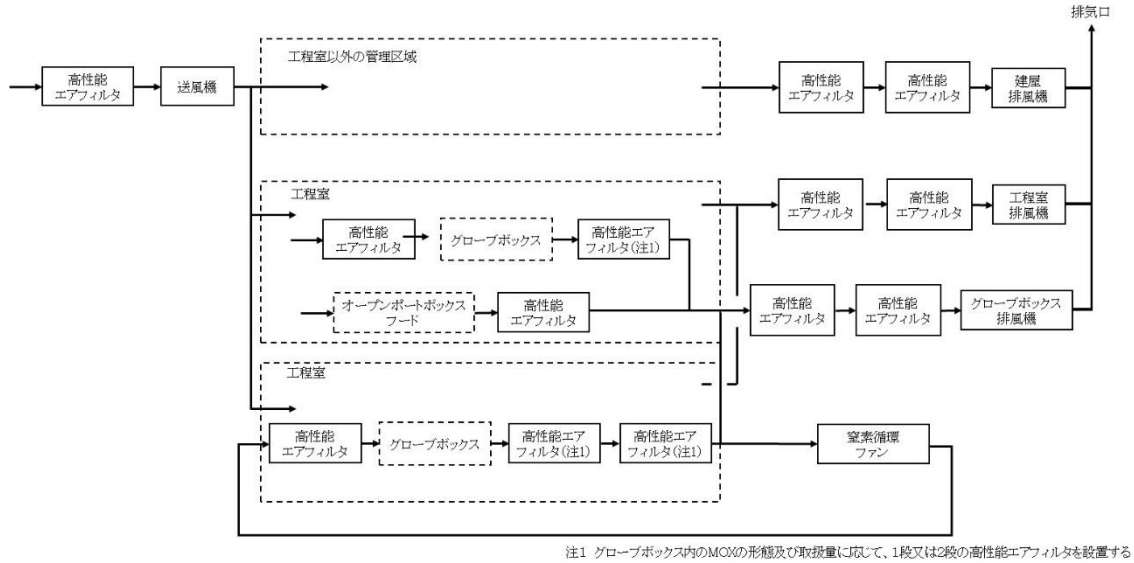 排気口
工程室以外の管理区域
高性能
エアフィルタ
送風機
高性能
エアフィルタ
高性能
エアフィルタ
建屋
排風機
工程室
高性能
エアフィルタ
グローブボックス
高性能エア
フィルタ(注1)
高性能
エアフィルタ
高性能
エアフィルタ
工程室
排風機
オープンポートボックス
フード
高性能
エアフィルタ
高性能
エアフィルタ
高性能
エアフィルタ
グローブボックス
排風機
工程室
高性能
エアフィルタ
グローブボックス
高性能エア
フィルタ(注1)
高性能エア
フィルタ(注1)
窒素循環
ファン
注1 グローブボックス内のMOXの形態及び取扱量に応じて、1段又は2段の高性能エアフィルタを設置する